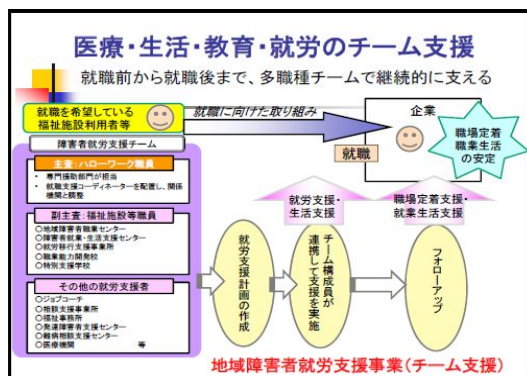 医療・生活・教育・就労のチーム支援
就職前から就職後まで、多職種チームで継続的に支える
就職を希望している
福祉施設利用者等
就職に向けた取り組み
企業
就職
職場定着
職業生活
の安定
障害者就労支援チーム
主査:ハローワーク職員
・ 専門援助部門が担当
・ 就職支援コーディネーターを配置し、関係
機関と調整
副主査:福祉施設等職員
○地域障害者職業センター
○障害者就業・生活支援センター
○就労移行支援事業所
○職業能力開発校
○特別支援学校
その他の就労支援者
○ジョブコーチ
○相談支援事業所
○福祉事務所
○発達障害者支援センター
○難病相談支援センター
○医療機関 等
就労支援・
生活支援
職場定着支援・
就業生活支援
就労支援計画の作成
チーム構成員が
連携して支援を実施
フォローアップ
地域障害者就労支援事業(チーム支援)